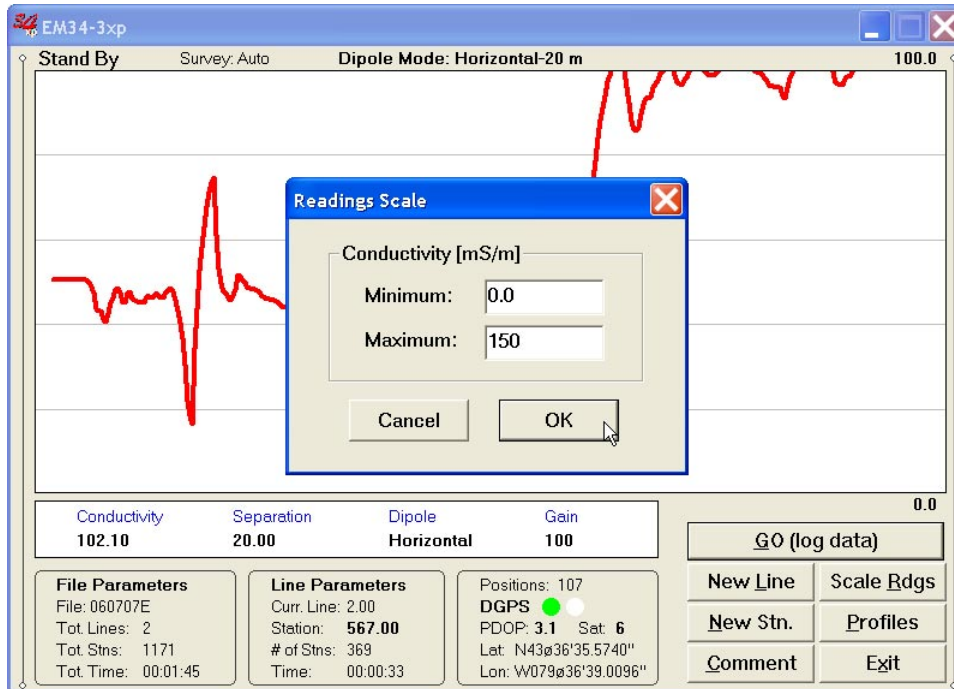 EM34-3xp
Stand By Survey: Auto Dipole Mode: Horizontal-20 m 100.0
Readings Scale
Conductivity [mS/m]
Minimum: 0.0
Maximum: 150
Cancel OK
0.0
Conductivity Separation Dipole Gain
102.10 20.00 Horizontal 100
GO (log data)
New Line Scale Rdgs
New Stn. Profiles
Comment Exit
File Parameters
File: 060707E
Tot. Lines: 2
Tot. Stns: 1171
Tot. Time: 00:01:45
Line Parameters
Curr. Line: 2.00
Station: 567.00
# of Stns: 369
Time: 00:00:33
Positions: 107
DGPS
PDOP: 3.1 Sat: 6
Lat: N43ø36'35.5740"
Lon: W079ø36'39.0096"